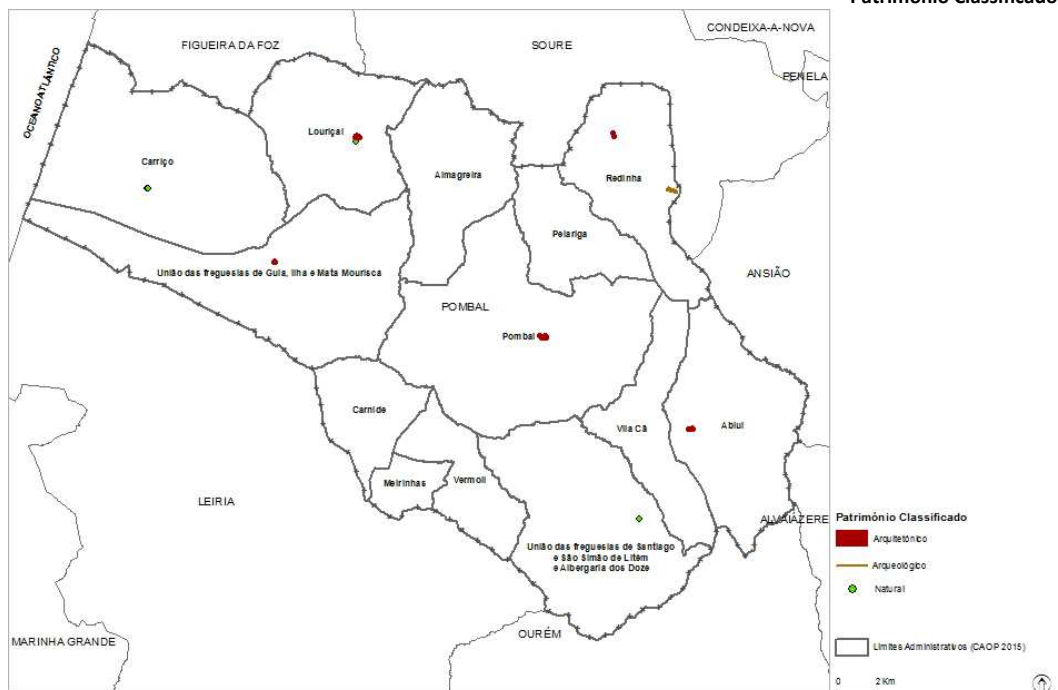 Património Classificado
CONDEIXA-A-NOVA
FIGUEIRA DA FOZ
SOURE
PENELA
OCEANO ATLÂNTICO
Louriçal
Carriço
Almagreira
Redinha
Pelariga
União das freguesias de Guia, Ilha e Mata Mourisca
ANSIÃO
POMBAL
Pombal
Carnide
Vila Cã
Abiul
Meirinhas
Vermoil
LEIRIA
ALVAIÁZERE
União das freguesias de Santiago
e São Simão de Litém
e Albergaria dos Doze
OURÉM
MARINHA GRANDE
Património Classificado
Arquitetónico
Arqueológico
Natural
Limites Administrativos (CAOP 2015)
0 2 Km